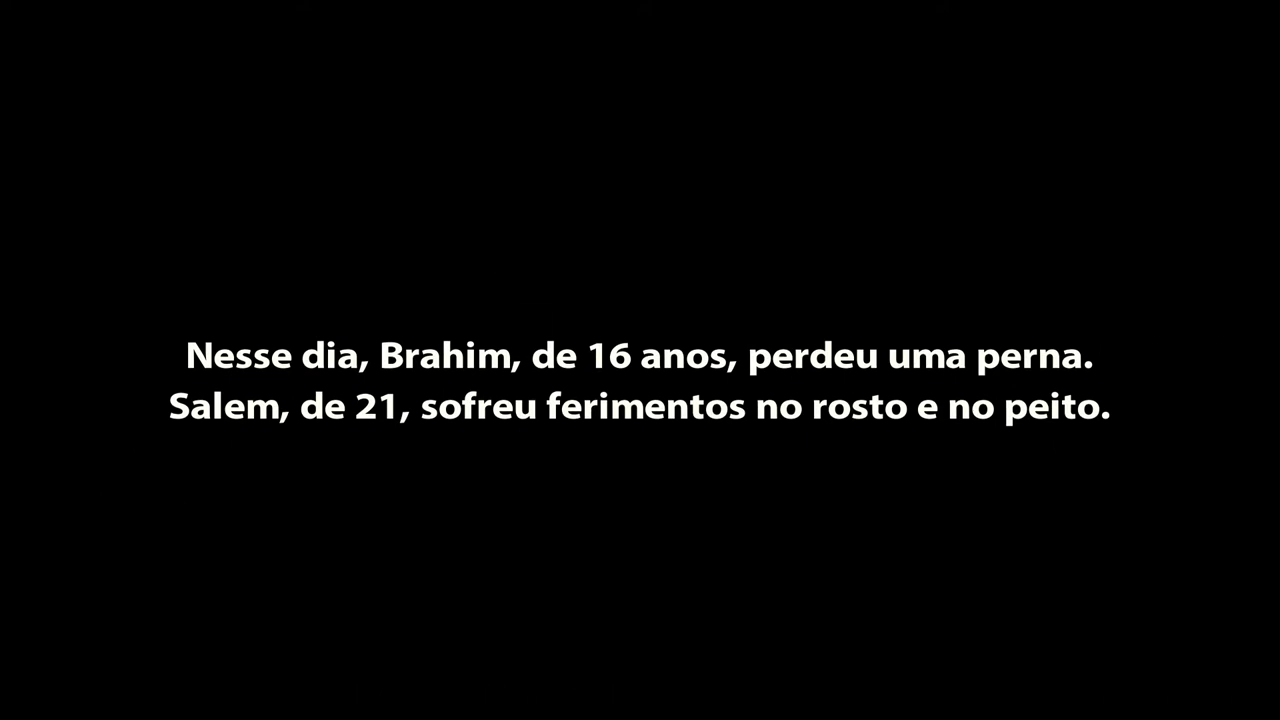 Nesse dia, Brahim, de 16 anos, perdeu uma perna.
Salem, de 21, sofreu ferimentos no rosto e no peito.